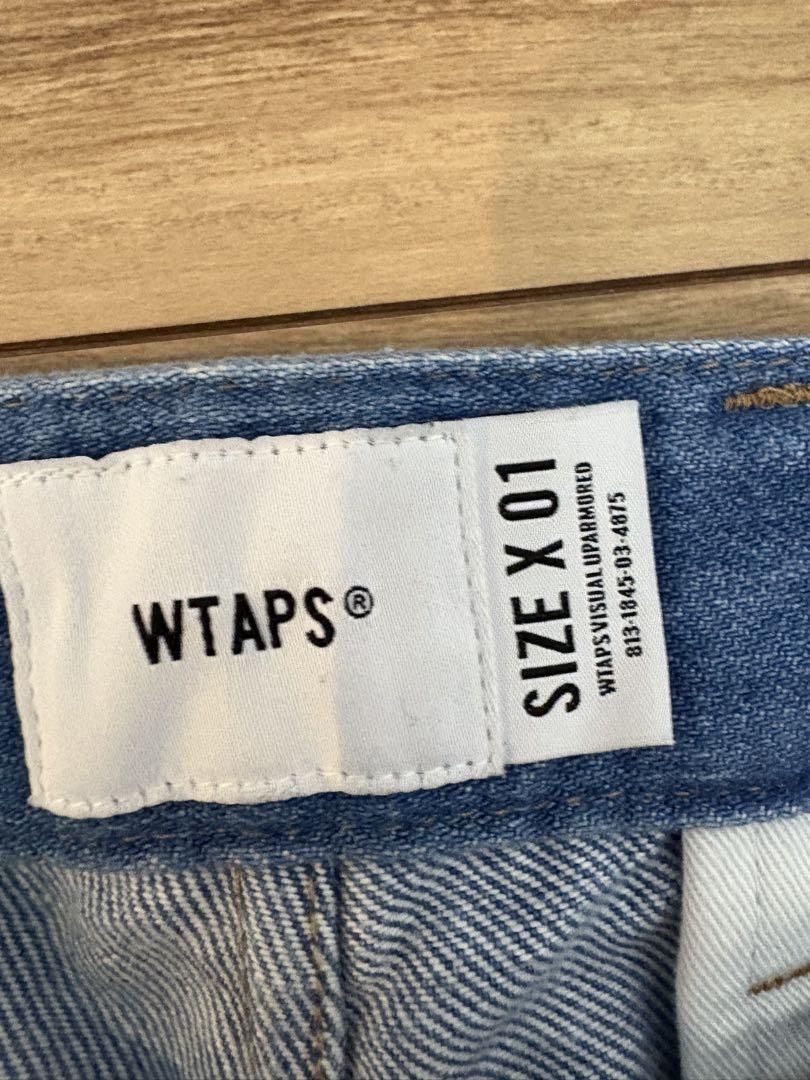 WTAPS®
SIZE X 01
WTAPS VISUAL UPARMORED
813-1845-03-4875